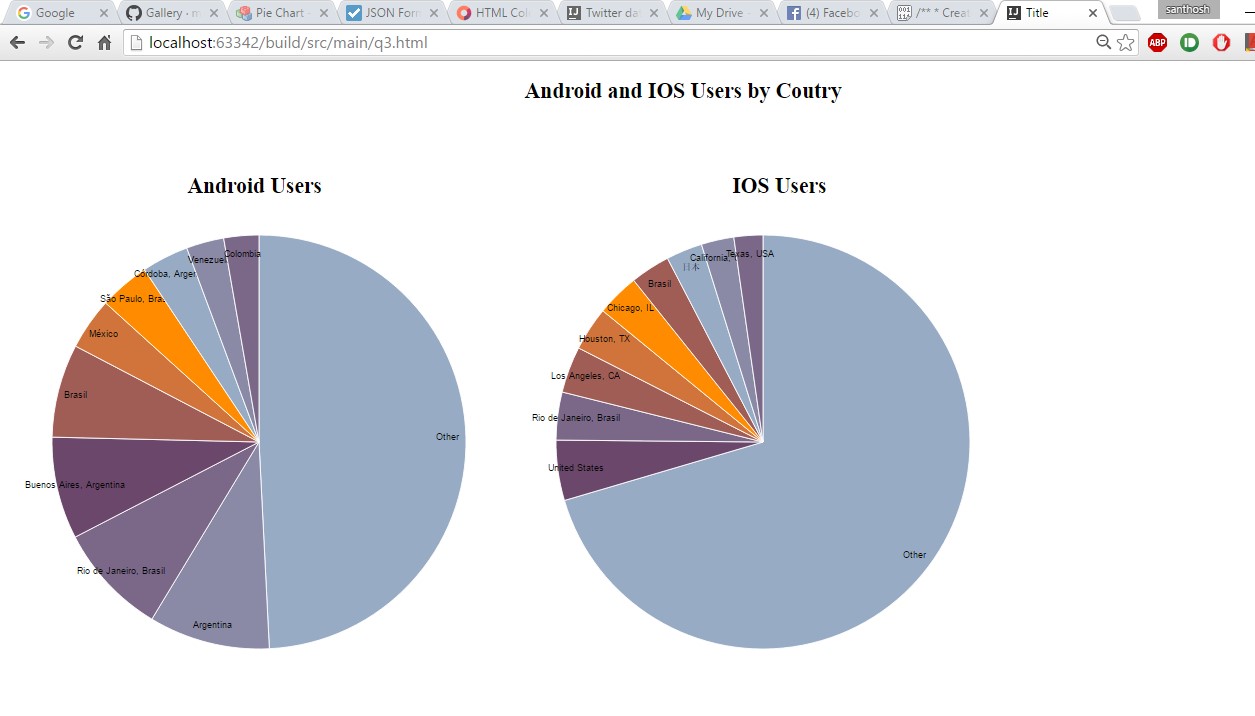 Google
Gallery · m
Pie Chart -
JSON Form
HTML Col
Twitter da
My Drive -
(4) Facebo
/** * Creat
Title
santhosh
localhost:63342/build/src/main/q3.html
ABP
Android and IOS Users by Coutry
Android Users
IOS Users
Colombia
Venezuel
Córdoba, Argen
São Paulo, Bra
México
Brasil
Buenos Aires, Argentina
Rio de Janeiro, Brasil
Argentina
Other
Texas, USA
California,
日本
Brasil
Chicago, IL
Houston, TX
Los Angeles, CA
Rio de Janeiro, Brasil
United States
Other